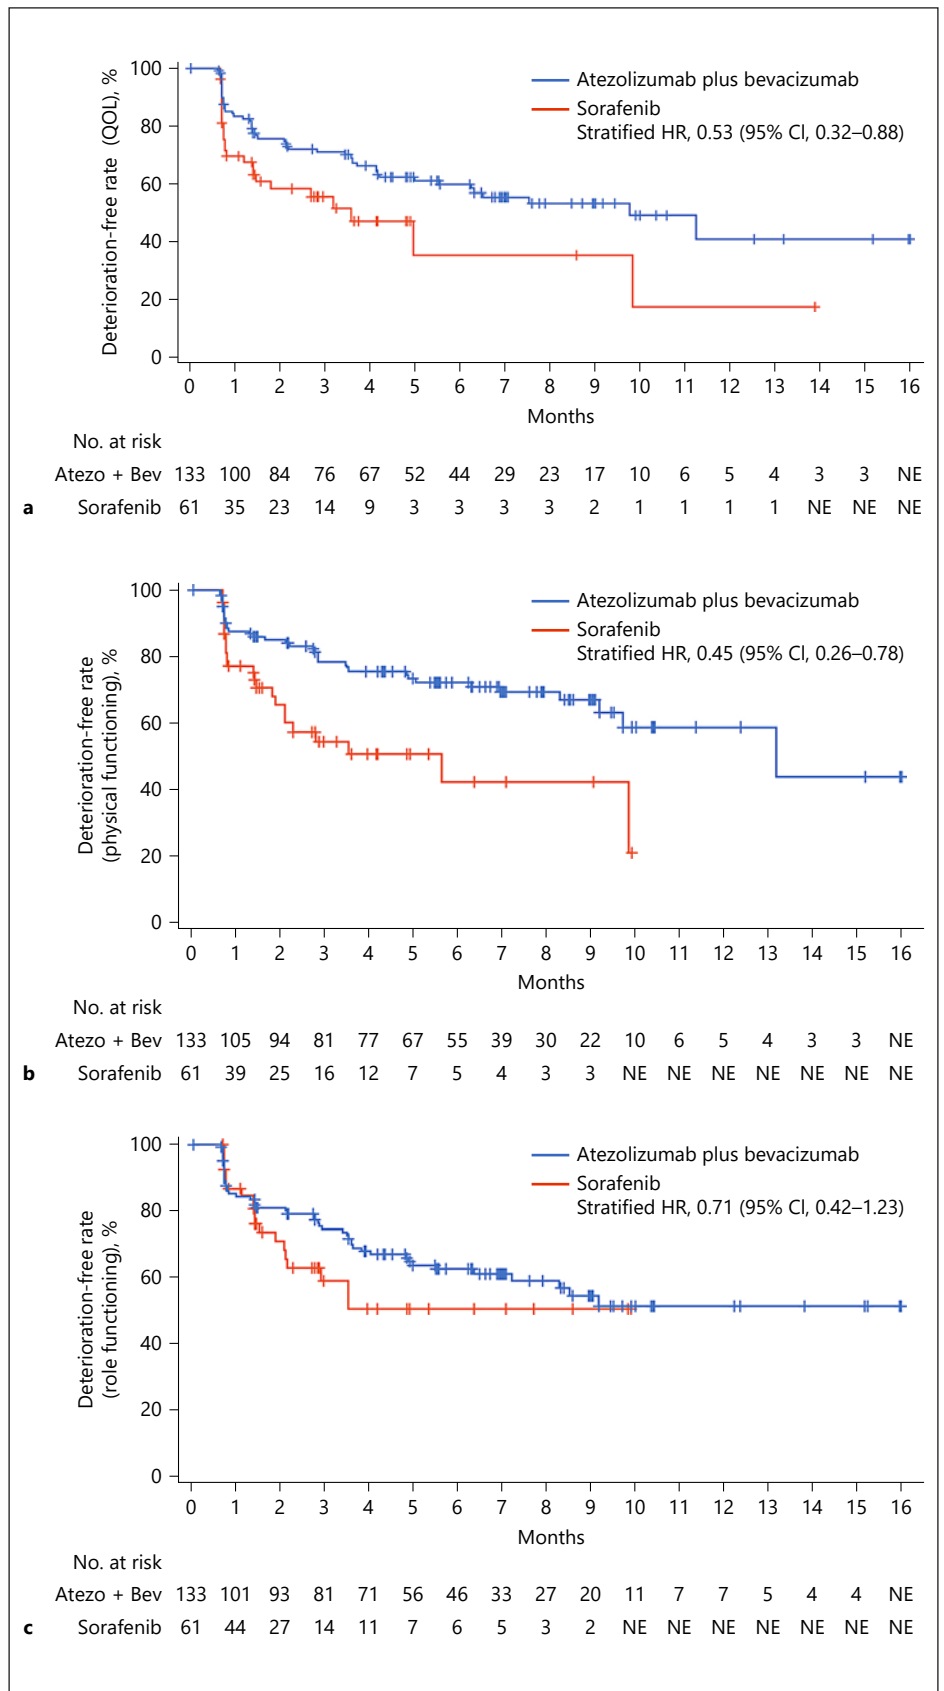 100
80
60
40
20
0
Deterioration-free rate (QOL), %
Atezolizumab plus bevacizumab
Sorafenib
Stratified HR, 0.53 (95% CI, 0.32–0.88)
0 1 2 3 4 5 6 7 8 9 10 11 12 13 14 15 16
Months
No. at risk
Atezo + Bev 133 100 84 76 67 52 44 29 23 17 10 6 5 4 3 3 NE
a Sorafenib 61 35 23 14 9 3 3 3 3 2 1 1 1 1 NE NE NE
100
80
60
40
20
0
Deterioration-free rate
(physical functioning), %
Atezolizumab plus bevacizumab
Sorafenib
Stratified HR, 0.45 (95% CI, 0.26–0.78)
0 1 2 3 4 5 6 7 8 9 10 11 12 13 14 15 16
Months
No. at risk
Atezo + Bev 133 105 94 81 77 67 55 39 30 22 10 6 5 4 3 3 NE
b Sorafenib 61 39 25 16 12 7 5 4 3 3 NE NE NE NE NE NE NE
100
80
60
40
20
0
Deterioration-free rate
(role functioning), %
Atezolizumab plus bevacizumab
Sorafenib
Stratified HR, 0.71 (95% CI, 0.42–1.23)
0 1 2 3 4 5 6 7 8 9 10 11 12 13 14 15 16
Months
No. at risk
Atezo + Bev 133 101 93 81 71 56 46 33 27 20 11 7 7 5 4 4 NE
c Sorafenib 61 44 27 14 11 7 6 5 3 2 NE NE NE NE NE NE NE